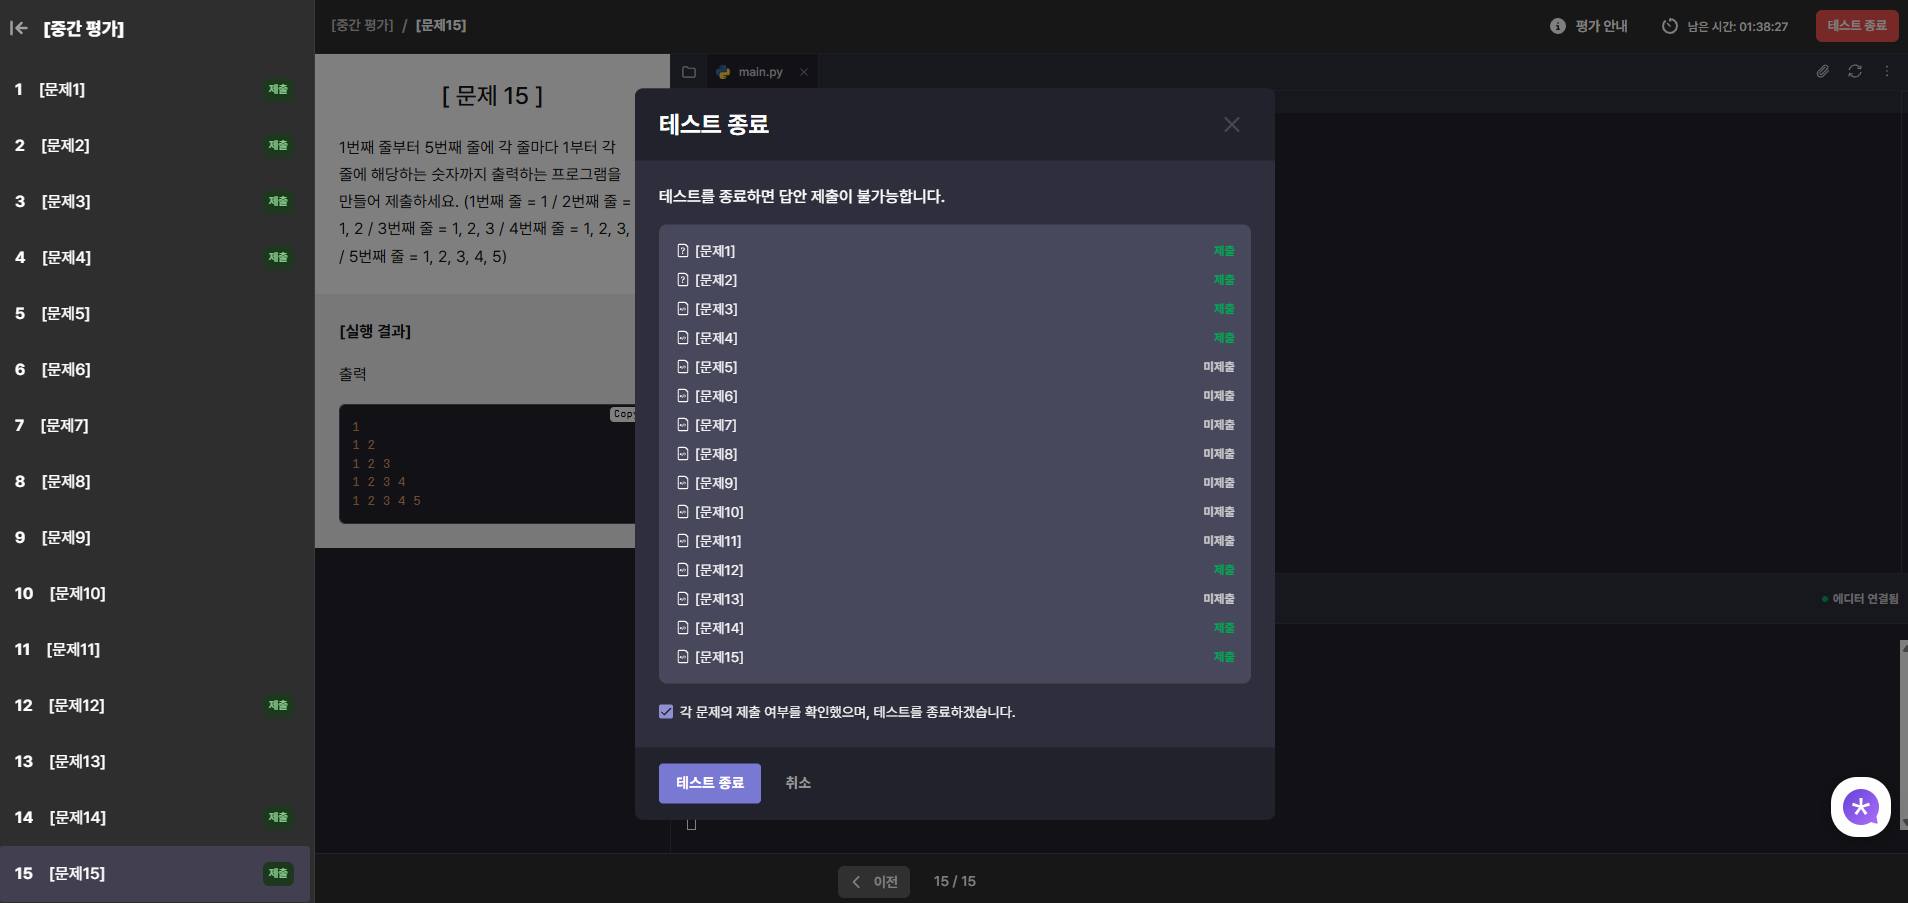 [중간 평가]
1 [문제1] 제출
2 [문제2] 제출
3 [문제3] 제출
4 [문제4] 제출
5 [문제5]
6 [문제6]
7 [문제7]
8 [문제8]
9 [문제9]
10 [문제10]
11 [문제11]
12 [문제12] 제출
13 [문제13]
14 [문제14] 제출
15 [문제15] 제출
[중간 평가] / [문제15]
평가 안내
남은 시간: 01:38:27
테스트 종료
[ 문제 15 ]
1번째 줄부터 5번째 줄에 각 줄마다 1부터 각
줄에 해당하는 숫자까지 출력하는 프로그램을
만들어 제출하세요. (1번째 줄 = 1 / 2번째 줄 =
1, 2 / 3번째 줄 = 1, 2, 3 / 4번째 줄 = 1, 2, 3,
/ 5번째 줄 = 1, 2, 3, 4, 5)
[실행 결과]
출력
Copy
1
1 2
1 2 3
1 2 3 4
1 2 3 4 5
main.py
테스트 종료
테스트를 종료하면 답안 제출이 불가능합니다.
[문제1] 제출
[문제2] 제출
[문제3] 제출
[문제4] 제출
[문제5] 미제출
[문제6] 미제출
[문제7] 미제출
[문제8] 미제출
[문제9] 미제출
[문제10] 미제출
[문제11] 미제출
[문제12] 제출
[문제13] 미제출
[문제14] 제출
[문제15] 제출
각 문제의 제출 여부를 확인했으며, 테스트를 종료하겠습니다.
테스트 종료 취소
에디터 연결됨
이전 15 / 15